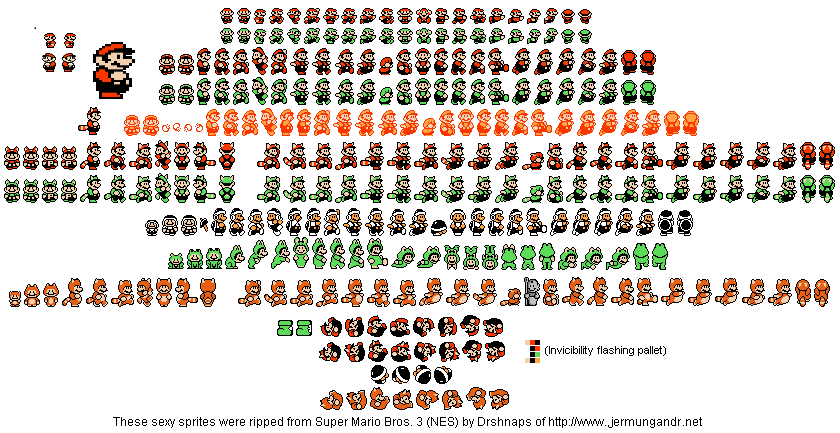 (Invicibility flashing pallet)
These sexy sprites were ripped from Super Mario Bros. 3 (NES) by Drshnaps of http://www.jermungandr.net